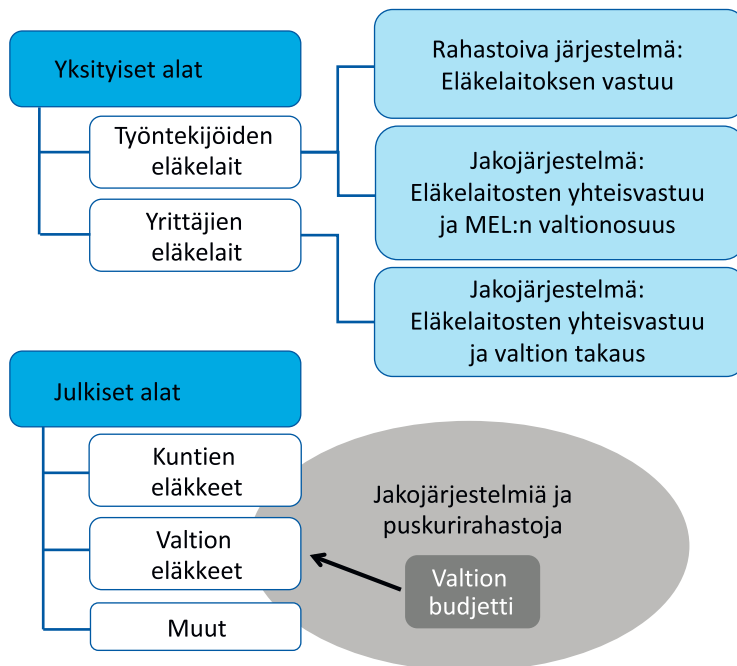 Yksityiset alat
Työntekijöiden
eläkelait
Yrittäjien
eläkelait
Rahastoiva järjestelmä:
Eläkelaitoksen vastuu
Jakojärjestelmä:
Eläkelaitosten yhteisvastuu
ja MEL:n valtionosuus
Jakojärjestelmä:
Eläkelaitosten yhteisvastuu
ja valtion takaus
Julkiset alat
Kuntien
eläkkeet
Valtion
eläkkeet
Muut
Jakojärjestelmiä ja
puskurirahastoja
Valtion
budjetti